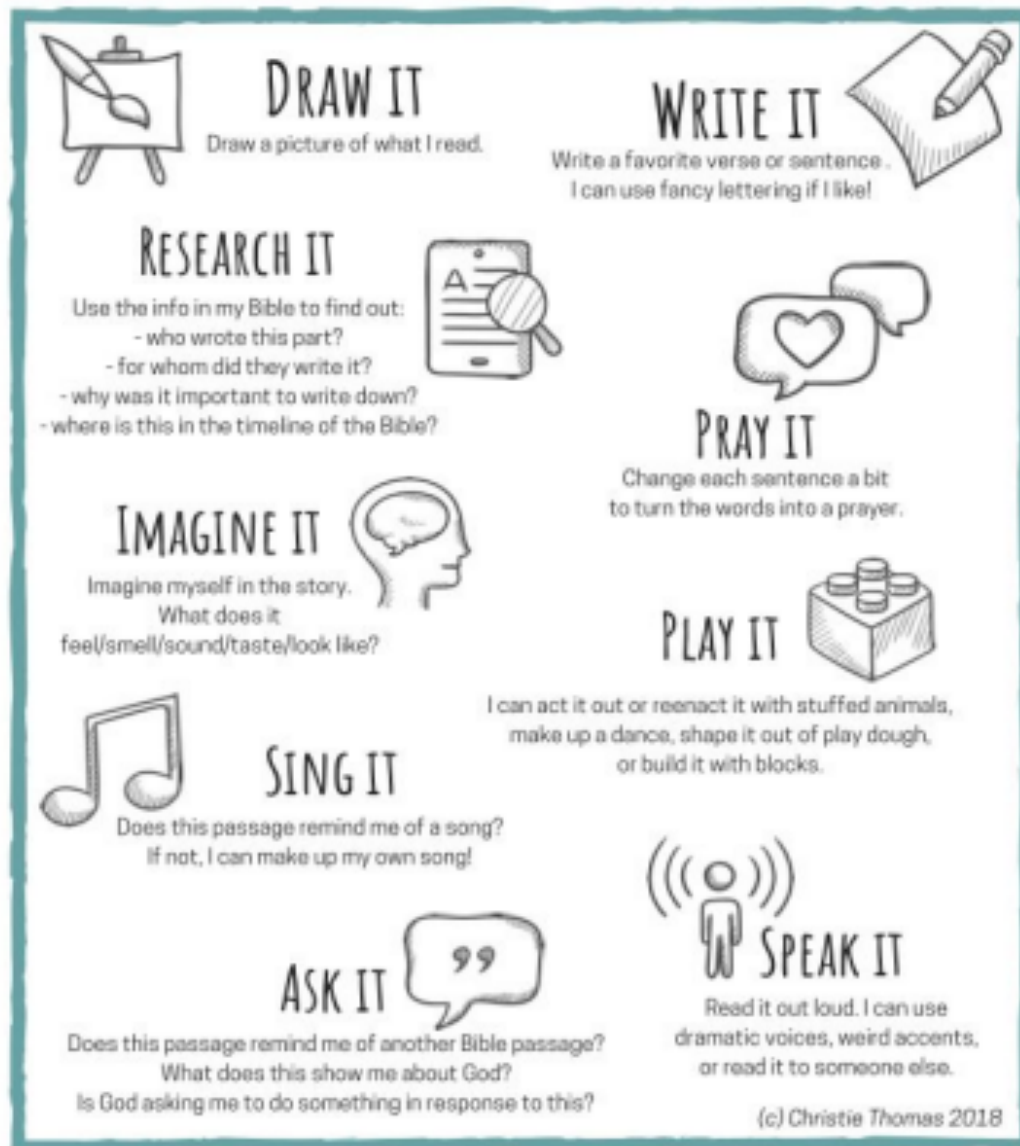 DRAW IT
Draw a picture of what I read.
WRITE IT
Write a favorite verse or sentence .
I can use fancy lettering if I like!
RESEARCH IT
Use the info in my Bible to find out:
- who wrote this part?
- for whom did they write it?
- why was it important to write down?
- where is this in the timeline of the Bible?
A
PRAY IT
Change each sentence a bit
to turn the words into a prayer.
IMAGINE IT
Imagine myself in the story.
What does it
feel/smell/sound/taste/look like?
PLAY IT
I can act it out or reenact it with stuffed animals,
make up a dance, shape it out of play dough,
or build it with blocks.
SING IT
Does this passage remind me of a song?
If not, I can make up my own song!
SPEAK IT
Read it out loud. I can use
dramatic voices, weird accents,
or read it to someone else.
ASK IT
”
Does this passage remind me of another Bible passage?
What does this show me about God?
Is God asking me to do something in response to this?
(c) Christie Thomas 2018